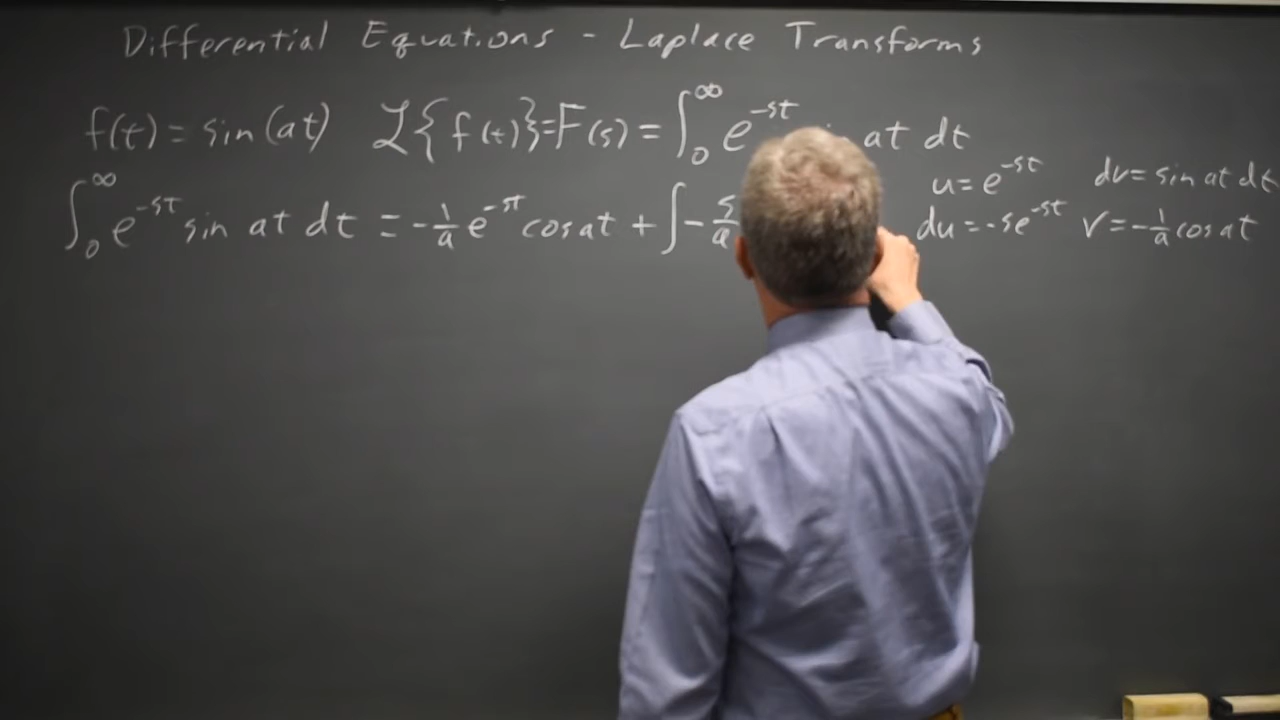 Differential Equations - Laplace Transforms
f(t) = sin(at) ℒ{f(t)}=F(s) = ∫₀^∞ e^-st at dt
u=e^-st dv=sin at dt
∫₀^∞ e^-st sin at dt = -1/a e^-st cos at + ∫ - s/a du=-se^-st v=-1/a cos at